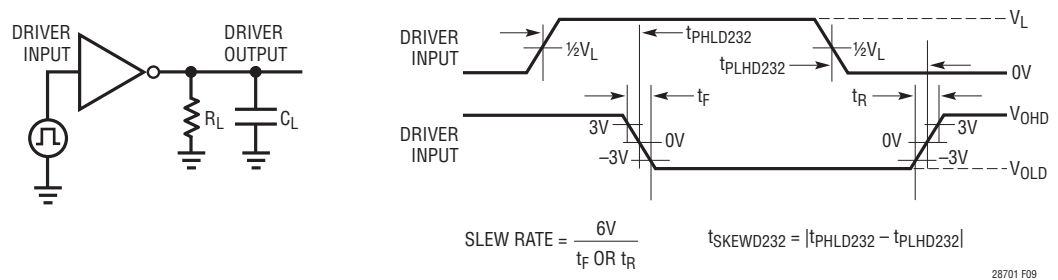 DRIVER
INPUT
DRIVER
OUTPUT
RL
CL
DRIVER
INPUT
½VL
tPHLD232
tPLHD232
½VL
VL
0V
DRIVER
INPUT
3V
0V
–3V
tF
tR
0V
3V
–3V
VOHD
VOLD
SLEW RATE = 6V
tF OR tR
tSKEWD232 = |tPHLD232 – tPLHD232|
28701 F09